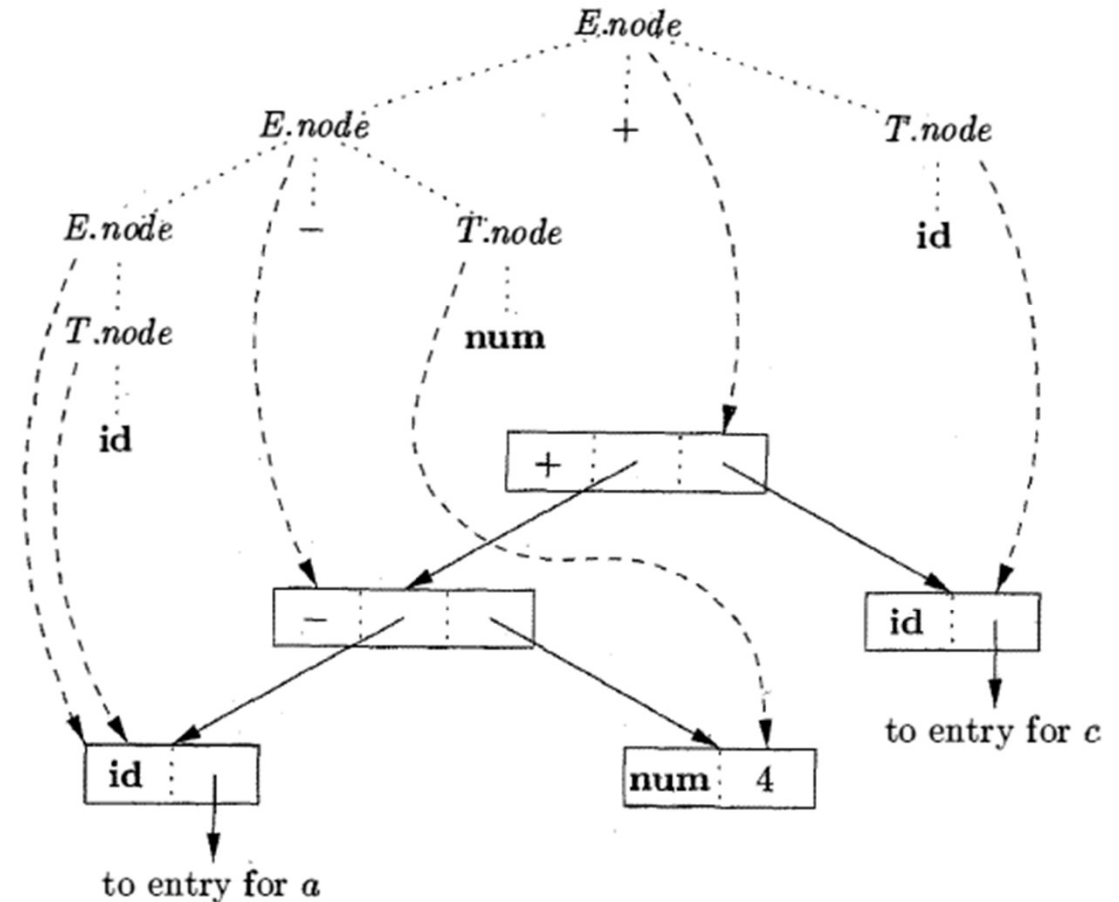 E.node
E.node + T.node
E.node − T.node id
T.node num
id
+
− id
to entry for c
id num 4
to entry for a